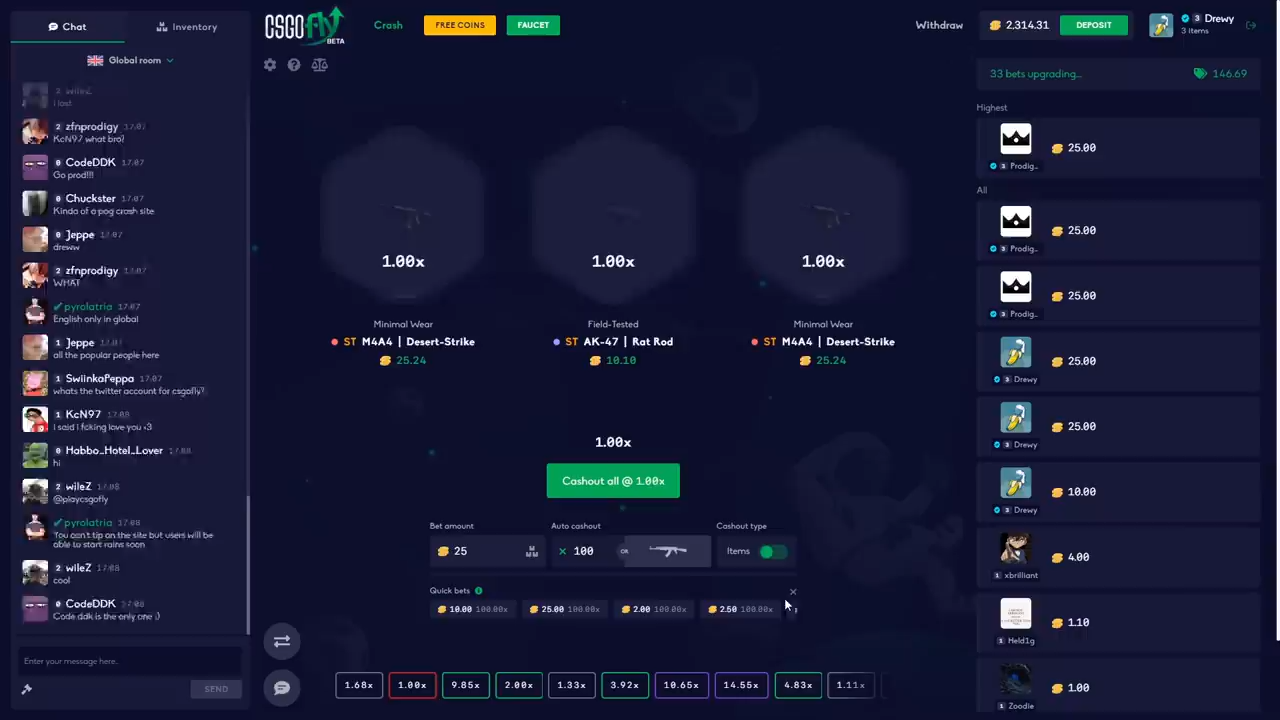 Chat
Inventory
Global room
2 wileZ
i lost
2 zfnprodigy 17:07
KcN97 what bro?
0 CodeDDK 17:07
Go prod!!!
8 Chuckster 17:07
Kinda of a pog crash site
0 Jeppe 17:07
dreww
2 zfnprodigy 17:07
WHAT
pyrolatria 17:07
English only in global
1 Jeppe 17:07
all the popular people here
1 SwiinkaPeppa 17:07
whats the twitter account for csgofly?
1 KcN97 17:08
I said I fcking love you <3
0 Habbo_Hotel_Lover 17:08
hi
2 wileZ 17:08
@playcsgofly
pyrolatria 17:08
You can't tip on the site but users will be
able to start rains soon
2 wileZ 17:08
cool
0 CodeDDK 17:08
Code ddk is the only one :)
Enter your message here..
SEND
CSGO fly
BETA
Crash
FREE COINS
FAUCET
Withdraw
2,314.31
DEPOSIT
3 Drewy
3 items
1.00x
1.00x
1.00x
Minimal Wear
ST M4A4 | Desert-Strike
25.24
Field-Tested
ST AK-47 | Rat Rod
10.10
Minimal Wear
ST M4A4 | Desert-Strike
25.24
1.00x
Cashout all @ 1.00x
Bet amount
Auto cashout
Cashout type
25
× 100
OR
Items
Quick bets
10.00 100.00x
25.00 100.00x
2.00 100.00x
2.50 100.00x
1.68x
1.00x
9.85x
2.00x
1.33x
3.92x
10.65x
14.55x
4.83x
1.11x
33 bets upgrading...
146.69
Highest
3 Prodig..
25.00
All
3 Prodig..
25.00
3 Prodig..
25.00
3 Drewy
25.00
3 Drewy
25.00
3 Drewy
10.00
1 xbrilliant
4.00
1 Held1g
1.10
1 Zoodie
1.00